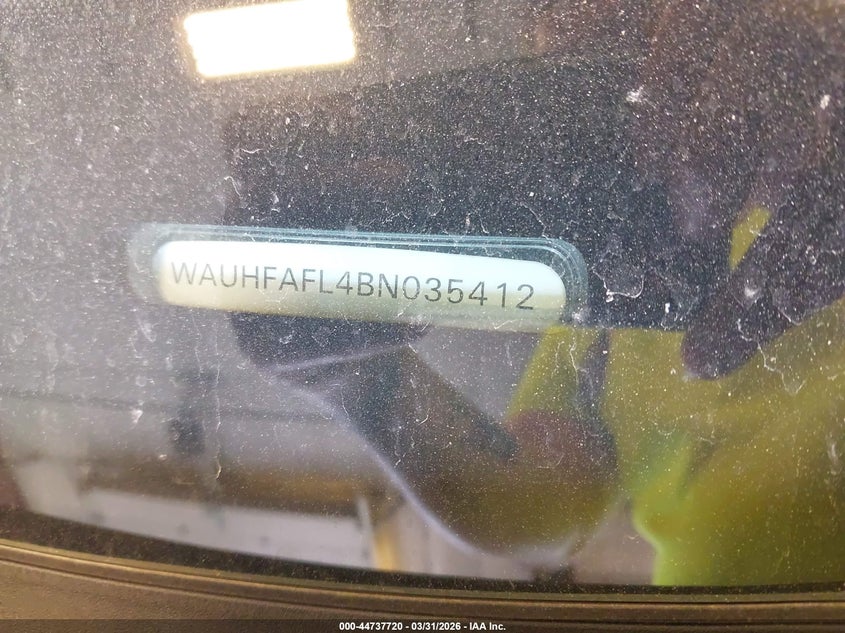 WAUHFAFL4BN035412
000-44737720 — 03/31/2026 — IAA Inc.